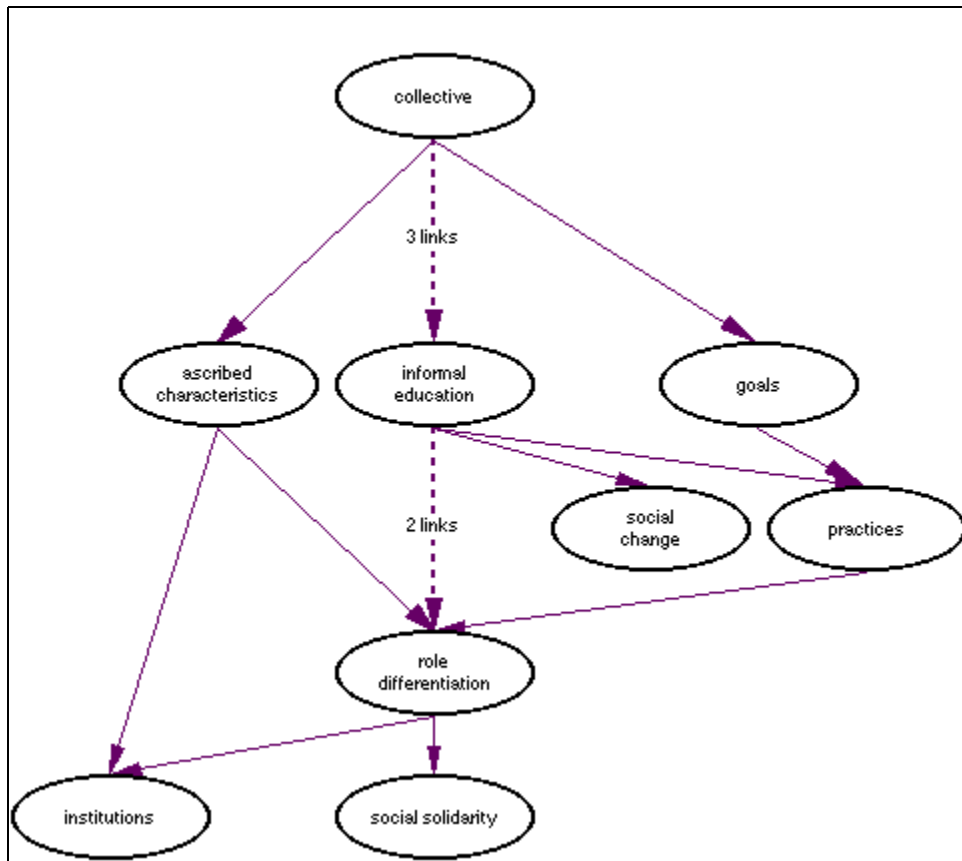 collective
3 links
ascribed
characteristics
informal
education
goals
2 links
social
change
practices
role
differentiation
institutions
social solidarity